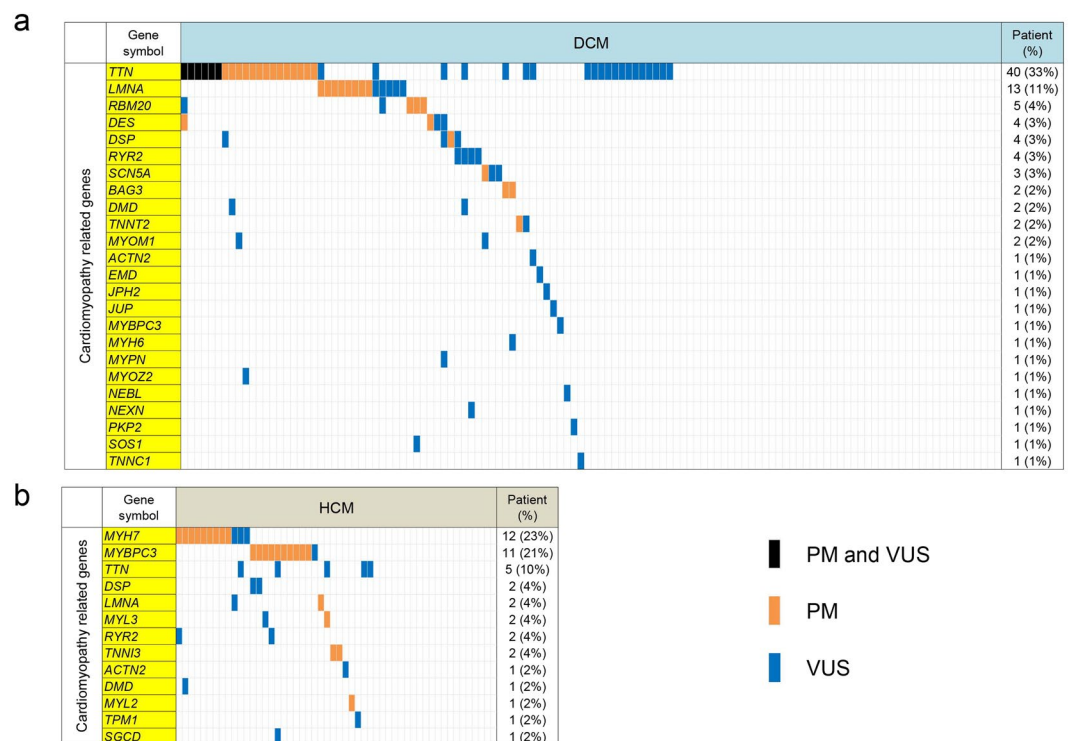 a
Gene symbol
DCM
Patient (%)
Cardiomyopathy related genes
TTN 40 (33%)
LMNA 13 (11%)
RBM20 5 (4%)
DES 4 (3%)
DSP 4 (3%)
RYR2 4 (3%)
SCN5A 3 (3%)
BAG3 2 (2%)
DMD 2 (2%)
TNNT2 2 (2%)
MYOM1 2 (2%)
ACTN2 1 (1%)
EMD 1 (1%)
JPH2 1 (1%)
JUP 1 (1%)
MYBPC3 1 (1%)
MYH6 1 (1%)
MYPN 1 (1%)
MYOZ2 1 (1%)
NEBL 1 (1%)
NEXN 1 (1%)
PKP2 1 (1%)
SOS1 1 (1%)
TNNC1 1 (1%)
b
Gene symbol
HCM
Patient (%)
Cardiomyopathy related genes
MYH7 12 (23%)
MYBPC3 11 (21%)
TTN 5 (10%)
DSP 2 (4%)
LMNA 2 (4%)
MYL3 2 (4%)
RYR2 2 (4%)
TNNI3 2 (4%)
ACTN2 1 (2%)
DMD 1 (2%)
MYL2 1 (2%)
TPM1 1 (2%)
SGCD 1 (2%)
PM and VUS
PM
VUS